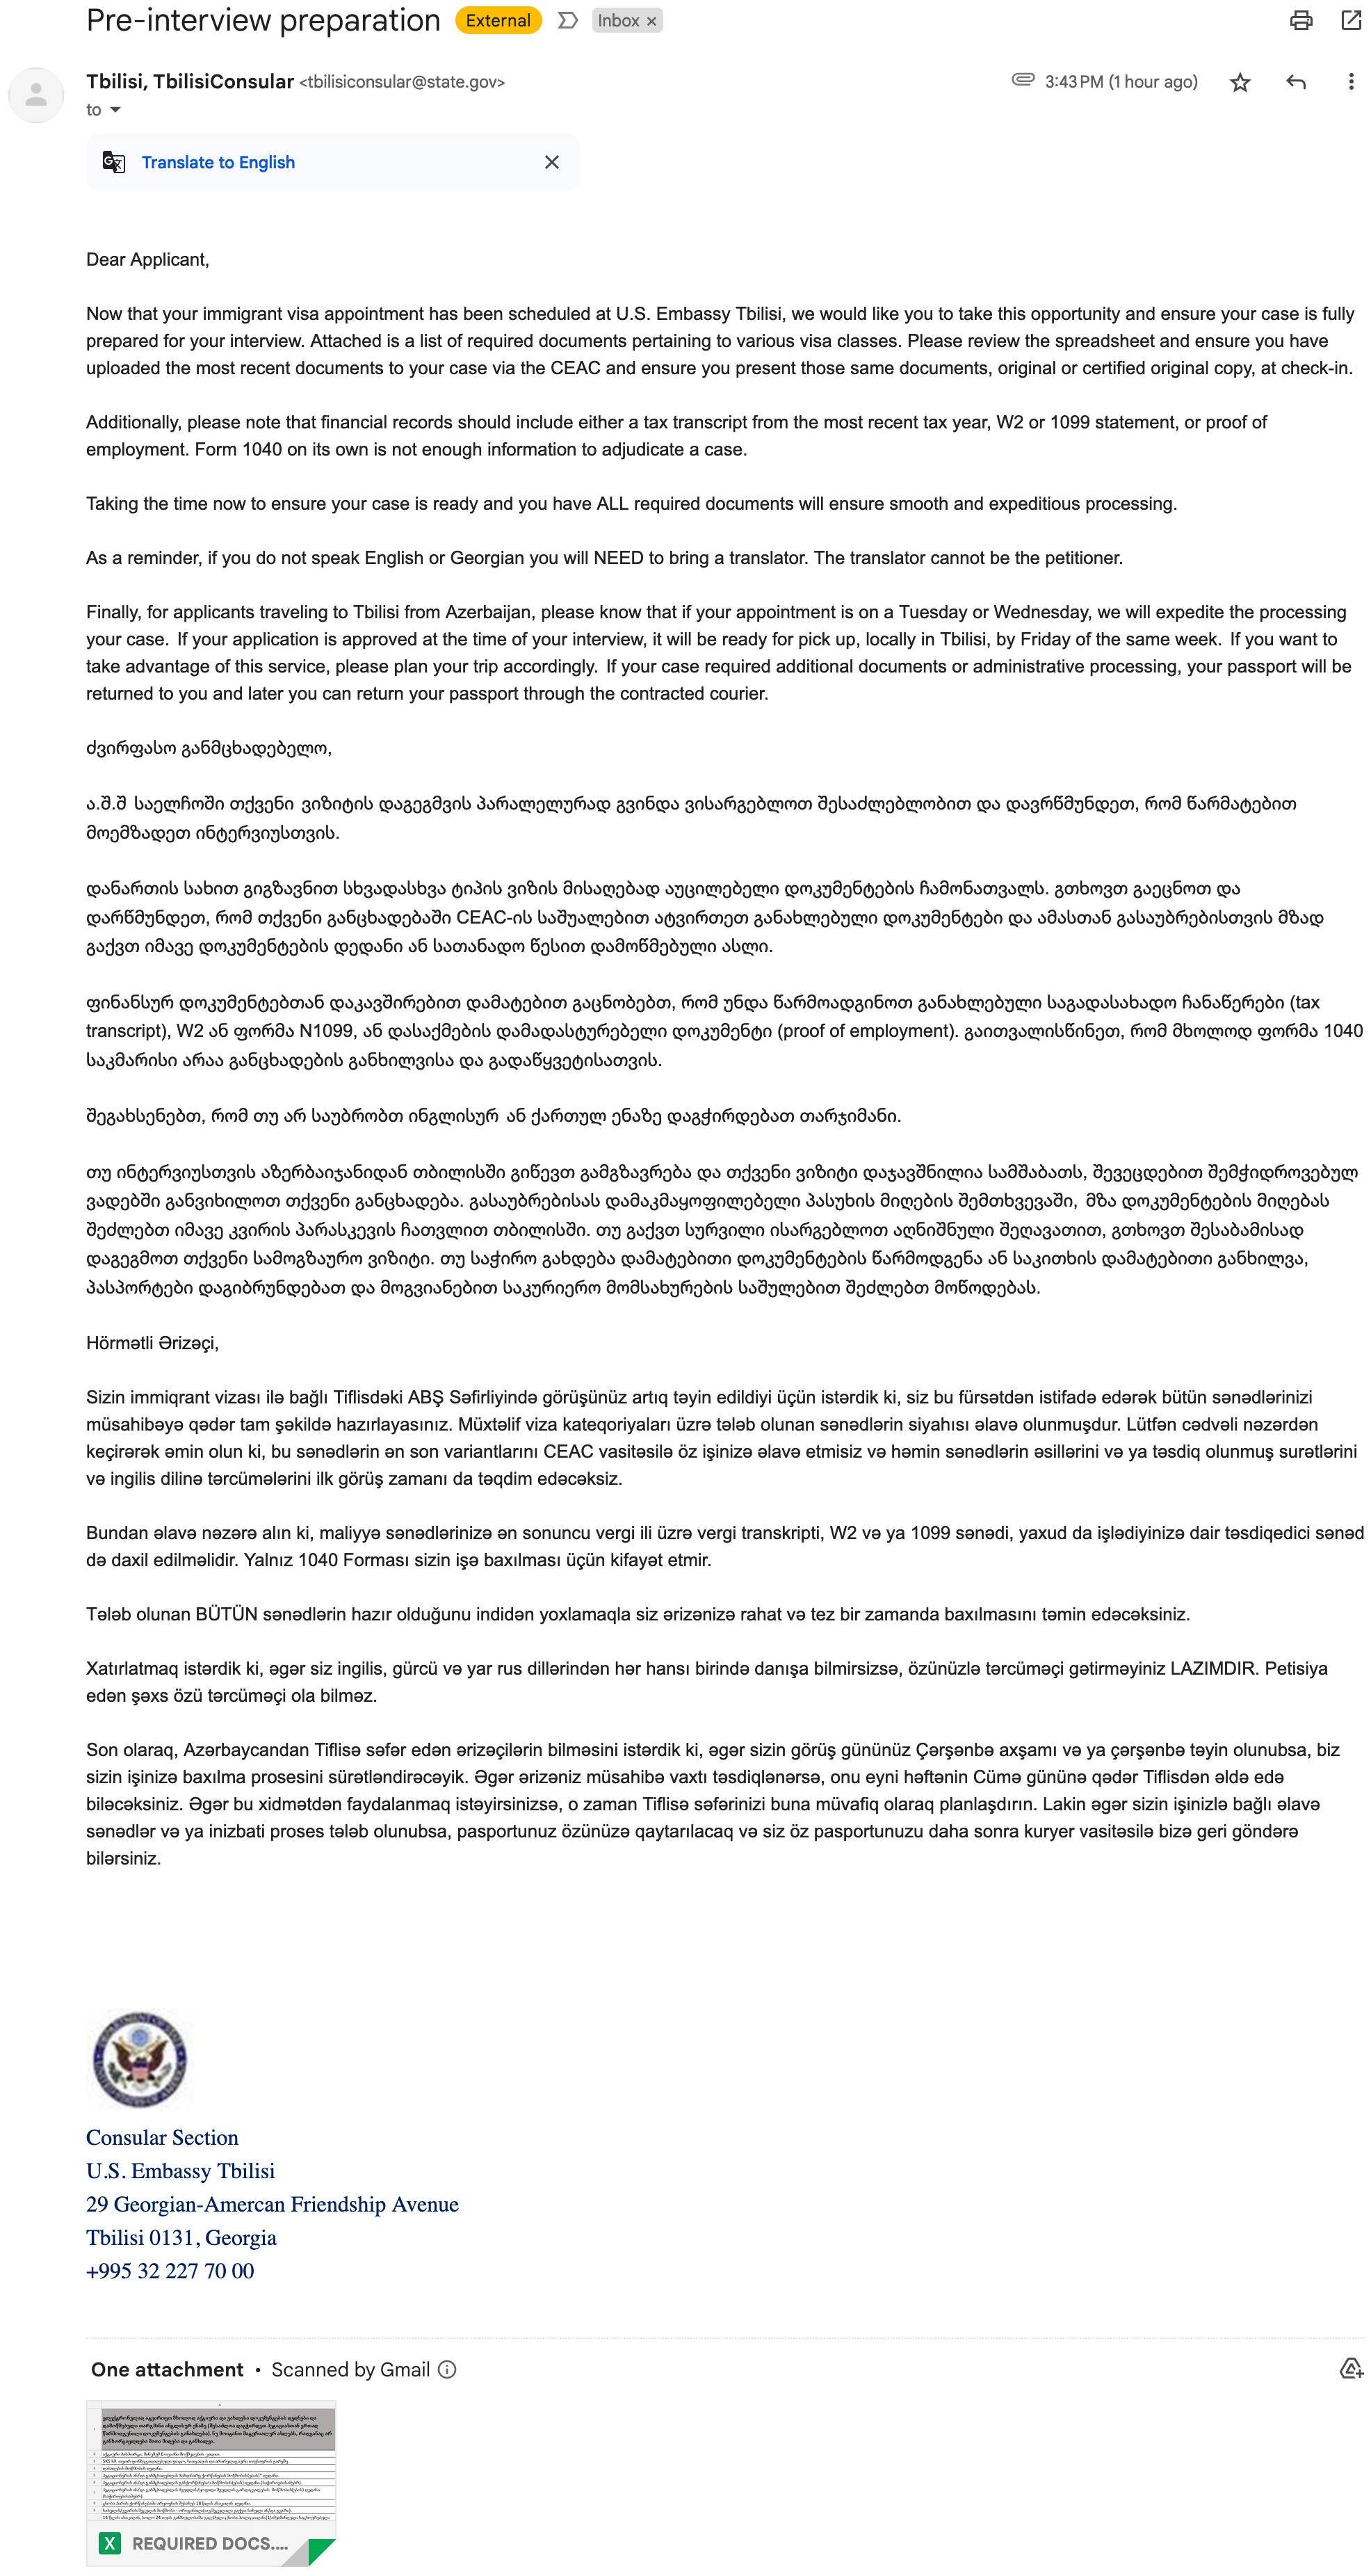 Pre-interview preparation External Inbox ×
Tbilisi, TbilisiConsular <tbilisiconsular@state.gov> 3:43 PM (1 hour ago)
to
Translate to English
Dear Applicant,
Now that your immigrant visa appointment has been scheduled at U.S. Embassy Tbilisi, we would like you to take this opportunity and ensure your case is fully
prepared for your interview. Attached is a list of required documents pertaining to various visa classes. Please review the spreadsheet and ensure you have
uploaded the most recent documents to your case via the CEAC and ensure you present those same documents, original or certified original copy, at check-in.
Additionally, please note that financial records should include either a tax transcript from the most recent tax year, W2 or 1099 statement, or proof of
employment. Form 1040 on its own is not enough information to adjudicate a case.
Taking the time now to ensure your case is ready and you have ALL required documents will ensure smooth and expeditious processing.
As a reminder, if you do not speak English or Georgian you will NEED to bring a translator. The translator cannot be the petitioner.
Finally, for applicants traveling to Tbilisi from Azerbaijan, please know that if your appointment is on a Tuesday or Wednesday, we will expedite the processing
your case. If your application is approved at the time of your interview, it will be ready for pick up, locally in Tbilisi, by Friday of the same week. If you want to
take advantage of this service, please plan your trip accordingly. If your case required additional documents or administrative processing, your passport will be
returned to you and later you can return your passport through the contracted courier.
ძვირფასო განმცხადებელო,
ა.შ.შ საელჩოში თქვენი ვიზიტის დაგეგმვის პარალელურად გვინდა ვისარგებლოთ შესაძლებლობით და დავრწმუნდეთ, რომ წარმატებით
მოემზადეთ ინტერვიუსთვის.
დანართის სახით გიგზავნით სხვადასხვა ტიპის ვიზის მისაღებად აუცილებელი დოკუმენტების ჩამონათვალს. გთხოვთ გაეცნოთ და
დარწმუნდეთ, რომ თქვენი განცხადებაში CEAC-ის საშუალებით ატვირთეთ განახლებული დოკუმენტები და ამასთან გასაუბრებისთვის მზად
გაქვთ იმავე დოკუმენტების დედანი ან სათანადო წესით დამოწმებული ასლი.
ფინანსურ დოკუმენტებთან დაკავშირებით დამატებით გაცნობებთ, რომ უნდა წარმოადგინოთ განახლებული საგადასახადო ჩანაწერები (tax
transcript), W2 ან ფორმა N1099, ან დასაქმების დამადასტურებელი დოკუმენტი (proof of employment). გაითვალისწინეთ, რომ მხოლოდ ფორმა 1040
საკმარისი არაა განცხადების განხილვისა და გადაწყვეტისათვის.
შეგახსენებთ, რომ თუ არ საუბრობთ ინგლისურ ან ქართულ ენაზე დაგჭირდებათ თარჯიმანი.
თუ ინტერვიუსთვის აზერბაიჯანიდან თბილისში გიწევთ გამგზავრება და თქვენი ვიზიტი დაჯავშნილია სამშაბათს, შევეცდებით შემჭიდროვებულ
ვადებში განვიხილოთ თქვენი განცხადება. გასაუბრებისას დამაკმაყოფილებელი პასუხის მიღების შემთხვევაში, მზა დოკუმენტების მიღებას
შეძლებთ იმავე კვირის პარასკევის ჩათვლით თბილისში. თუ გაქვთ სურვილი ისარგებლოთ აღნიშნული შეღავათით, გთხოვთ შესაბამისად
დაგეგმოთ თქვენი სამოგზაურო ვიზიტი. თუ საჭირო გახდება დამატებითი დოკუმენტების წარმოდგენა ან საკითხის დამატებითი განხილვა,
პასპორტები დაგიბრუნდებათ და მოგვიანებით საკურიერო მომსახურების საშულებით შეძლებთ მოწოდებას.
Hörmətli Ərizəçi,
Sizin immiqrant vizası ilə bağlı Tiflisdəki ABŞ Səfirliyində görüşünüz artıq təyin edildiyi üçün istərdik ki, siz bu fürsətdən istifadə edərək bütün sənədlərinizi
müsahibəyə qədər tam şəkildə hazırlayasınız. Müxtəlif viza kateqoriyaları üzrə tələb olunan sənədlərin siyahısı əlavə olunmuşdur. Lütfən cədvəli nəzərdən
keçirərək əmin olun ki, bu sənədlərin ən son variantlarını CEAC vasitəsilə öz işinizə əlavə etmisiz və həmin sənədlərin əsillərini və ya təsdiq olunmuş surətlərini
və ingilis dilinə tərcümələrini ilk görüş zamanı da təqdim edəcəksiz.
Bundan əlavə nəzərə alın ki, maliyyə sənədlərinizə ən sonuncu vergi ili üzrə vergi transkripti, W2 və ya 1099 sənədi, yaxud da işlədiyinizə dair təsdiqedici sənəd
də daxil edilməlidir. Yalnız 1040 Forması sizin işə baxılması üçün kifayət etmir.
Tələb olunan BÜTÜN sənədlərin hazır olduğunu indidən yoxlamaqla siz ərizənizə rahat və tez bir zamanda baxılmasını təmin edəcəksiniz.
Xatırlatmaq istərdik ki, əgər siz ingilis, gürcü və yar rus dillərindən hər hansı birində danışa bilmirsizsə, özünüzlə tərcüməçi gətirməyiniz LAZIMDIR. Petisiya
edən şəxs özü tərcüməçi ola bilməz.
Son olaraq, Azərbaycandan Tiflisə səfər edən ərizəçilərin bilməsini istərdik ki, əgər sizin görüş gününüz Çərşənbə axşamı və ya çərşənbə təyin olunubsa, biz
sizin işinizə baxılma prosesini sürətləndirəcəyik. Əgər ərizəniz müsahibə vaxtı təsdiqlənərsə, onu eyni həftənin Cümə gününə qədər Tiflisdən əldə edə
biləcəksiniz. Əgər bu xidmətdən faydalanmaq istəyirsinizsə, o zaman Tiflisə səfərinizi buna müvafiq olaraq planlaşdırın. Lakin əgər sizin işinizlə bağlı əlavə
sənədlər və ya inizbati proses tələb olunubsa, pasportunuz özünüzə qaytarılacaq və siz öz pasportunuzu daha sonra kuryer vasitəsilə bizə geri göndərə
bilərsiniz.
Consular Section
U.S. Embassy Tbilisi
29 Georgian-Amercan Friendship Avenue
Tbilisi 0131, Georgia
+995 32 227 70 00
One attachment • Scanned by Gmail
X REQUIRED DOCS....